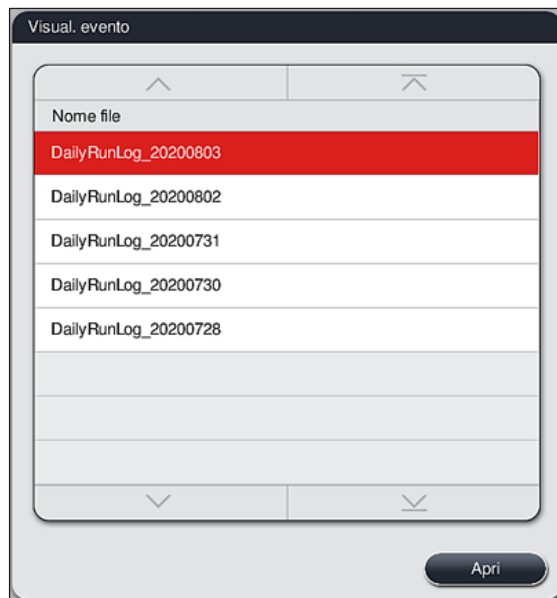 Visual. evento
Nome file
DailyRunLog_20200803
DailyRunLog_20200802
DailyRunLog_20200731
DailyRunLog_20200730
DailyRunLog_20200728
Apri